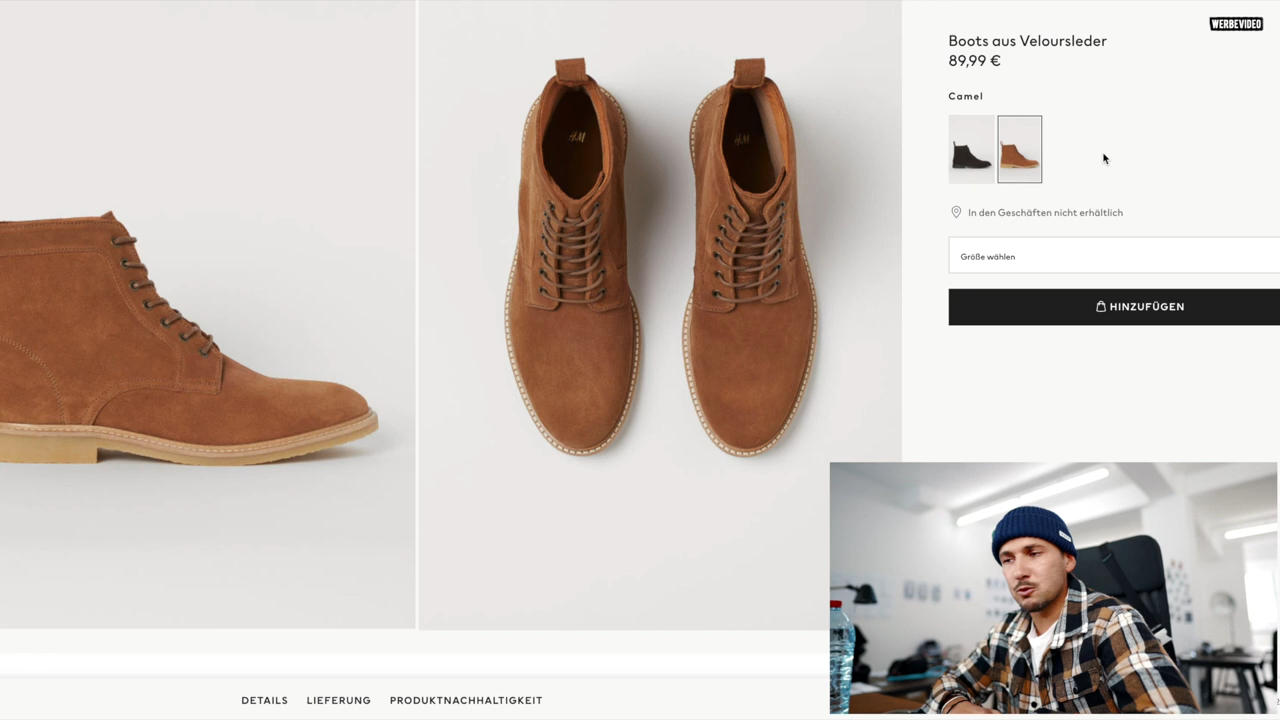 WERBEVIDEO
Boots aus Veloursleder
89,99 €
Camel
In den Geschäften nicht erhältlich
Größe wählen
HINZUFÜGEN
H&M
H&M
DETAILS LIEFERUNG PRODUKTNACHHALTIGKEIT